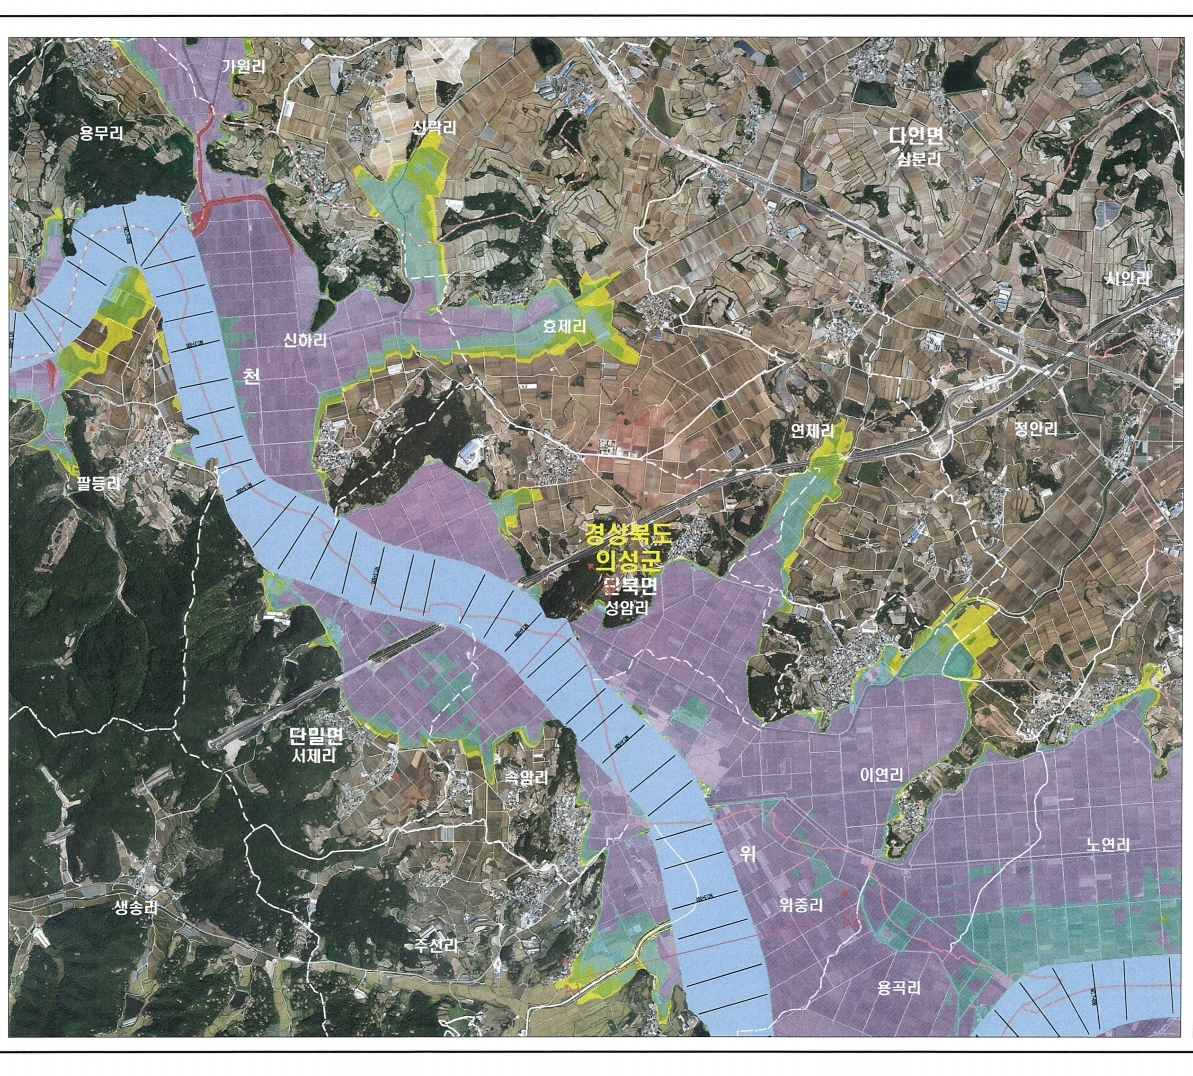 가원리
용무리
신락리
다인면
삼분리
시안리
효제리
신하리
천
연제리
정안리
팔등리
경상북도
의성군
단북면
성암리
단밀면
서제리
속암리
이연리
노연리
위
위중리
생송리
주선리
용곡리